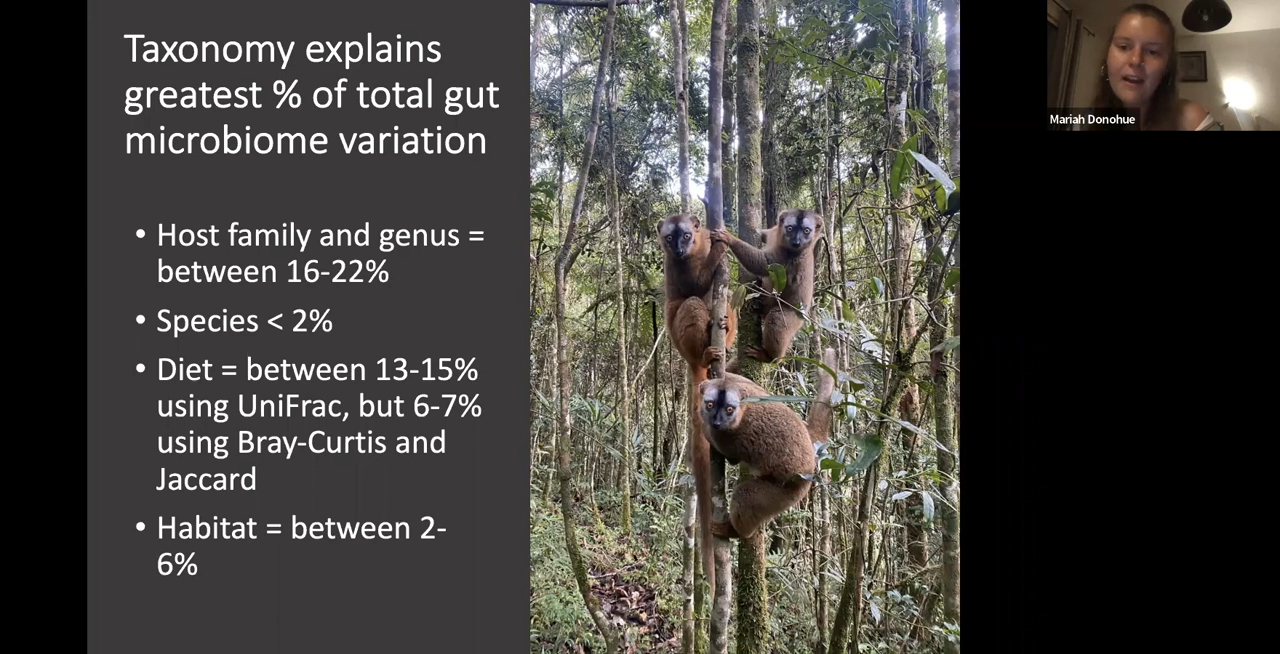 Taxonomy explains
greatest % of total gut
microbiome variation
• Host family and genus =
between 16-22%
• Species < 2%
• Diet = between 13-15%
using UniFrac, but 6-7%
using Bray-Curtis and
Jaccard
• Habitat = between 2-
6%
Mariah Donohue